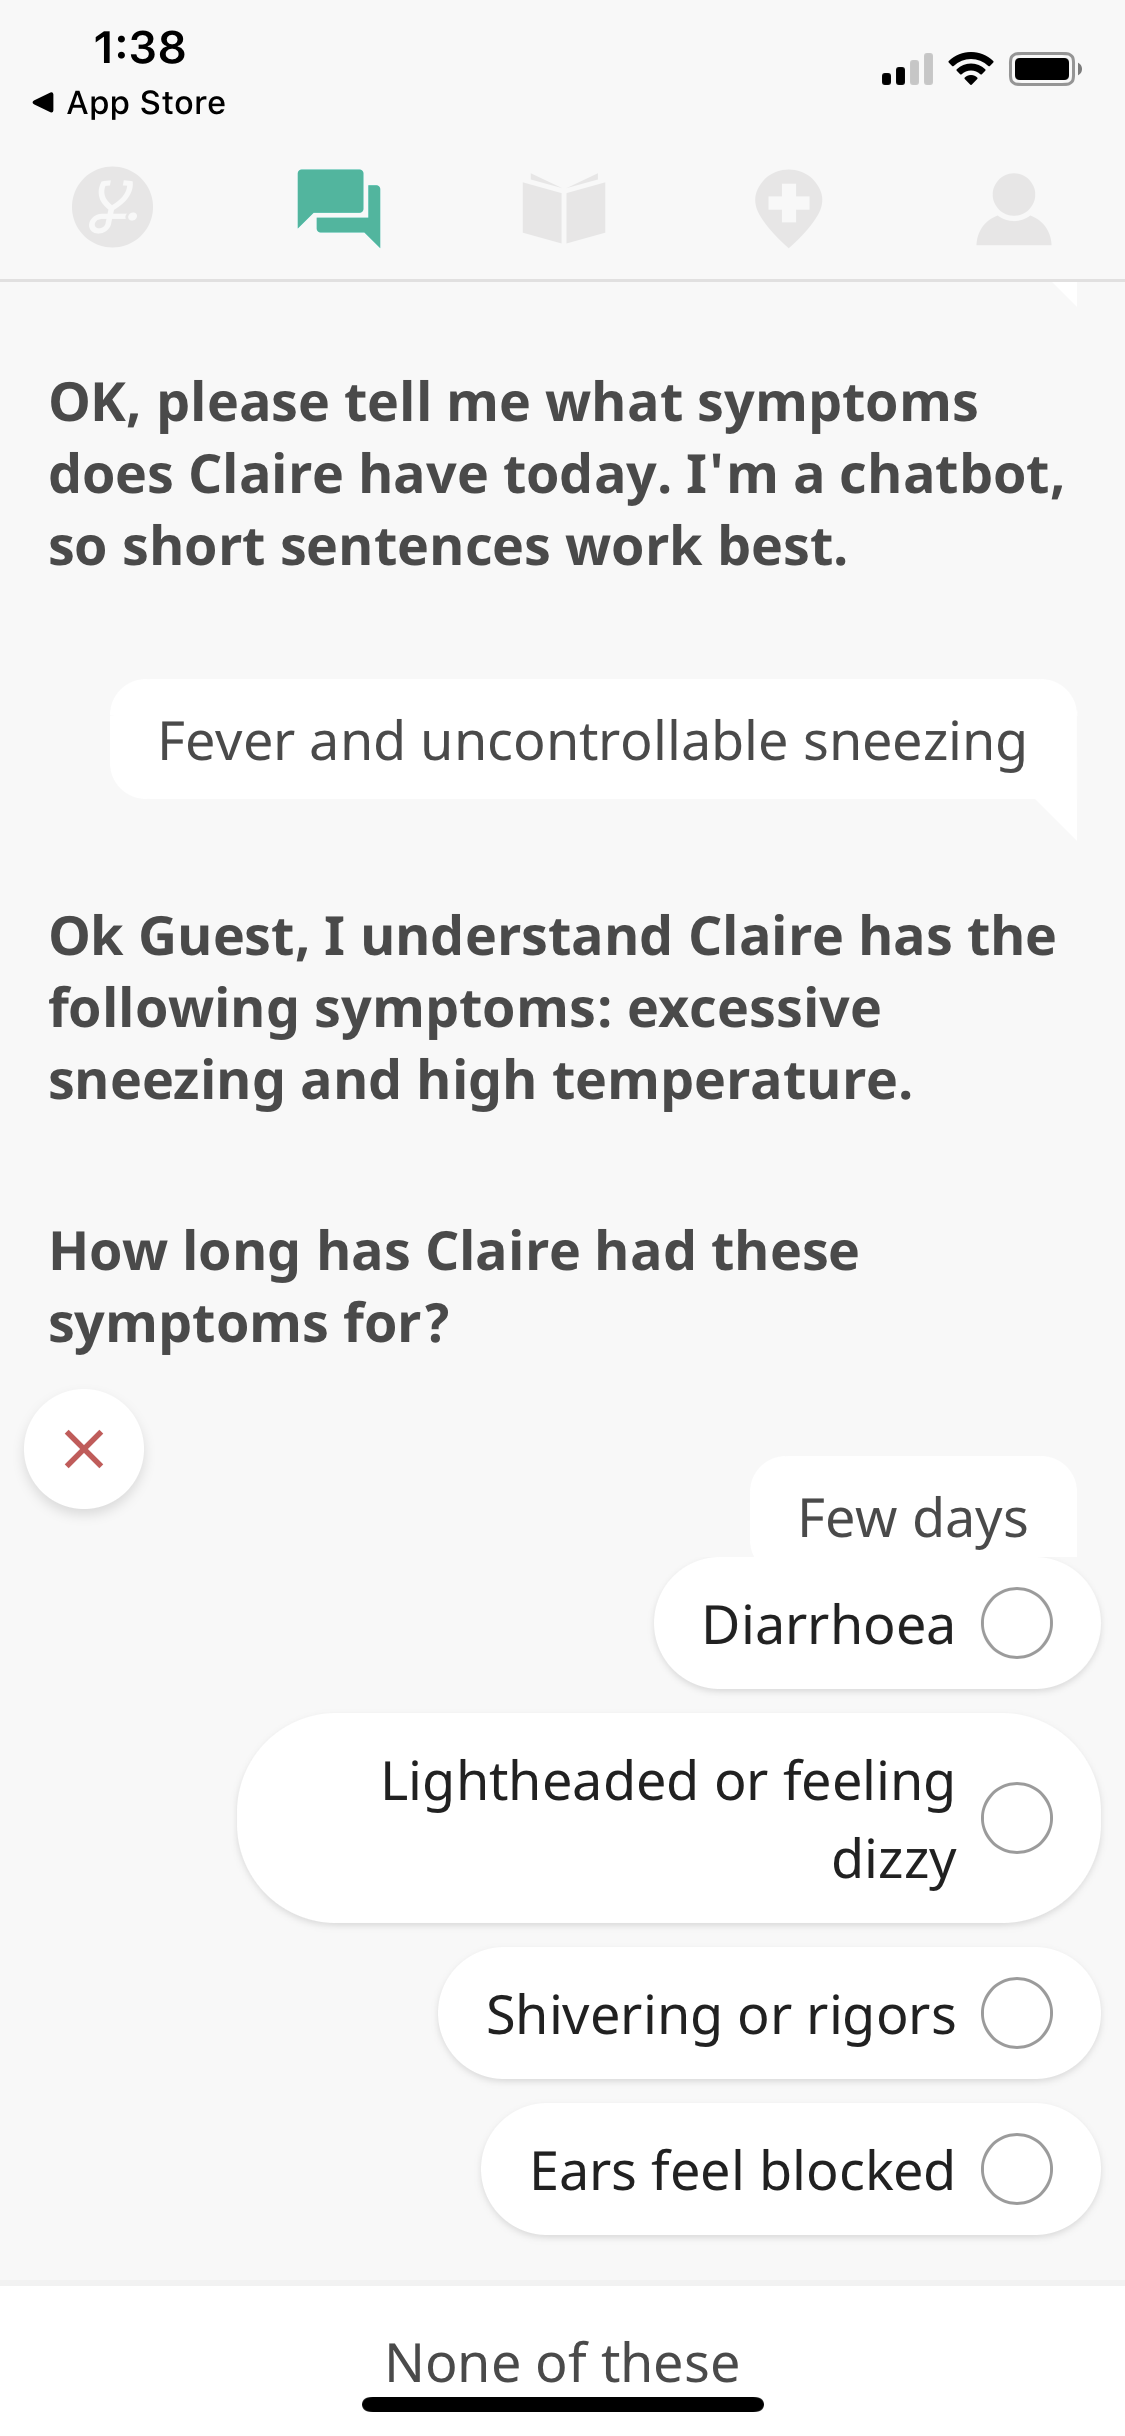 1:38
App Store
OK, please tell me what symptoms
does Claire have today. I'm a chatbot,
so short sentences work best.
Fever and uncontrollable sneezing
Ok Guest, I understand Claire has the
following symptoms: excessive
sneezing and high temperature.
How long has Claire had these
symptoms for?
Few days
Diarrhoea
Lightheaded or feeling
dizzy
Shivering or rigors
Ears feel blocked
None of these